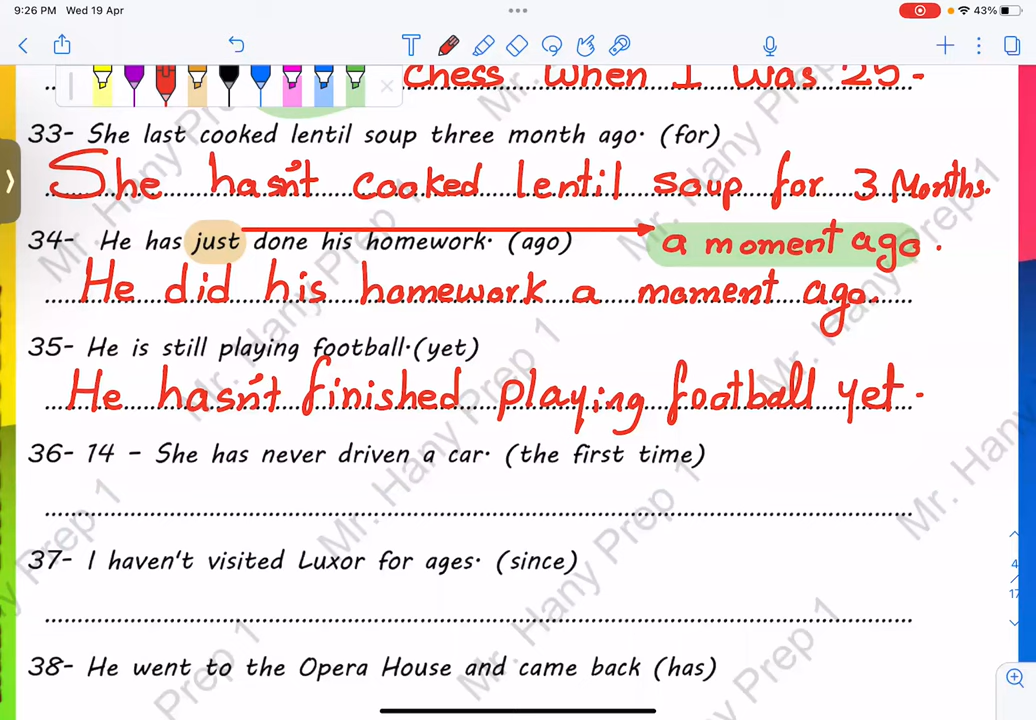 9:26 PM Wed 19 Apr
43%
Chess when I was 25.
33- She last cooked lentil soup three month ago. (for)
She hasn't cooked lentil soup for 3 Months.
34- He has just done his homework. (ago) a moment ago.
He did his homework a moment ago.
35- He is still playing football.(yet)
He hasn't finished playing football yet.
36- 14 - She has never driven a car. (the first time)
37- I haven't visited Luxor for ages. (since)
38- He went to the Opera House and came back (has)
4
17
Mr. Hany Prep 1